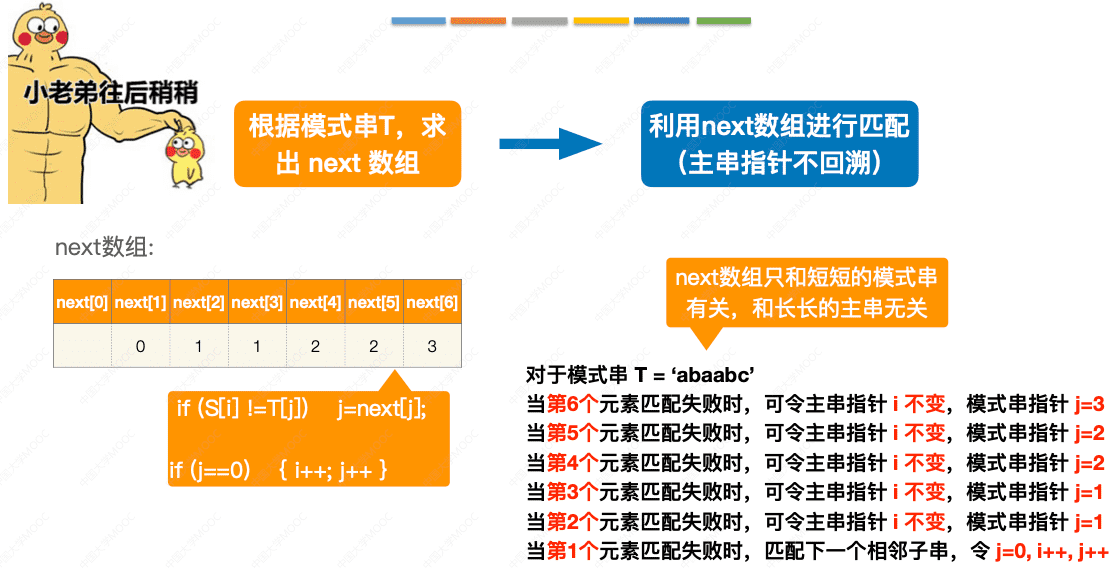 小老弟往后稍稍
根据模式串T，求
出 next 数组
利用next数组进行匹配
（主串指针不回溯）
next数组:
next[0] next[1] next[2] next[3] next[4] next[5] next[6]
0 1 1 2 2 3
if (S[i] !=T[j]) j=next[j];
if (j==0) { i++; j++ }
next数组只和短短的模式串
有关，和长长的主串无关
对于模式串 T = ‘abaabc’
当第6个元素匹配失败时，可令主串指针 i 不变，模式串指针 j=3
当第5个元素匹配失败时，可令主串指针 i 不变，模式串指针 j=2
当第4个元素匹配失败时，可令主串指针 i 不变，模式串指针 j=2
当第3个元素匹配失败时，可令主串指针 i 不变，模式串指针 j=1
当第2个元素匹配失败时，可令主串指针 i 不变，模式串指针 j=1
当第1个元素匹配失败时，匹配下一个相邻子串，令 j=0, i++, j++
中国大学MOOC